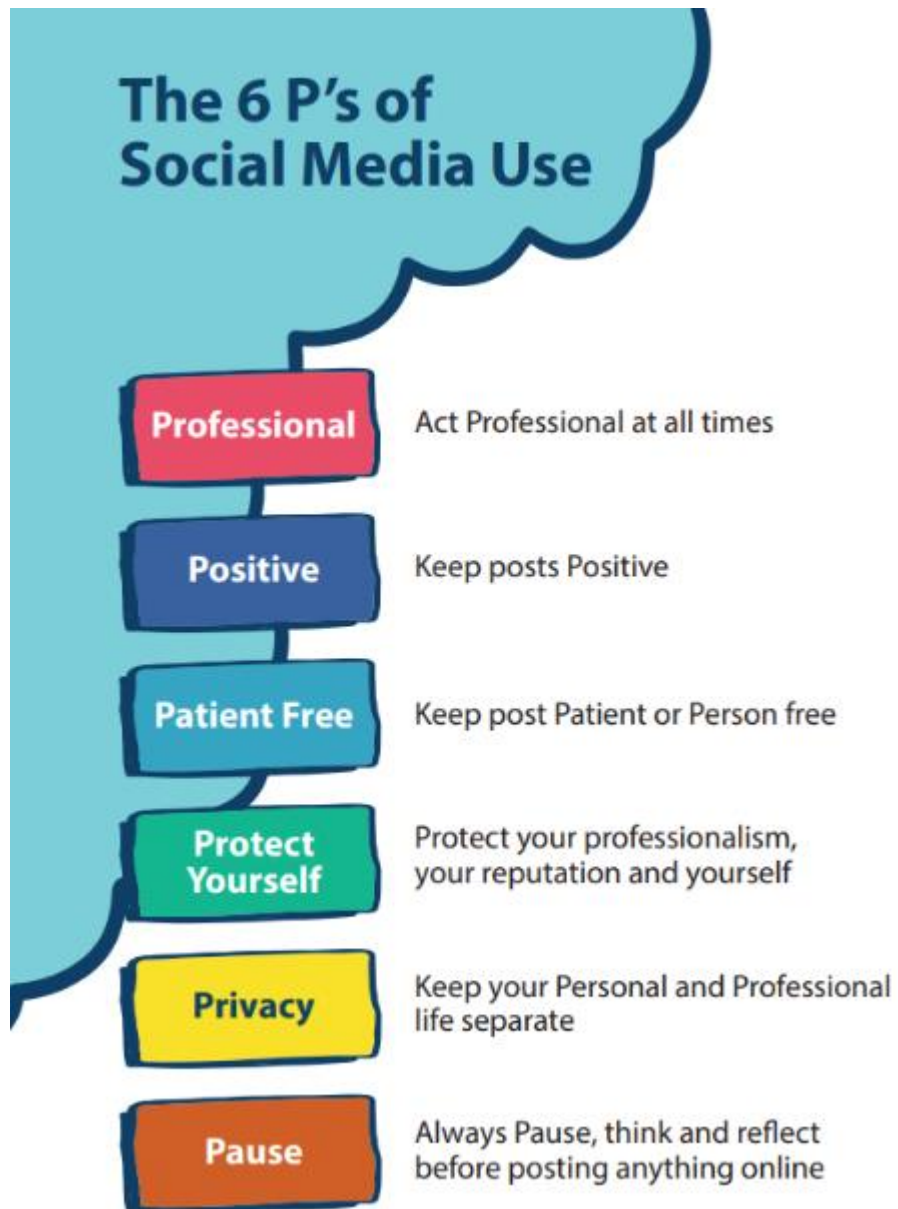 The 6 P's of
Social Media Use
Professional
Act Professional at all times
Positive
Keep posts Positive
Patient Free
Keep post Patient or Person free
Protect
Yourself
Protect your professionalism,
your reputation and yourself
Privacy
Keep your Personal and Professional
life separate
Pause
Always Pause, think and reflect
before posting anything online